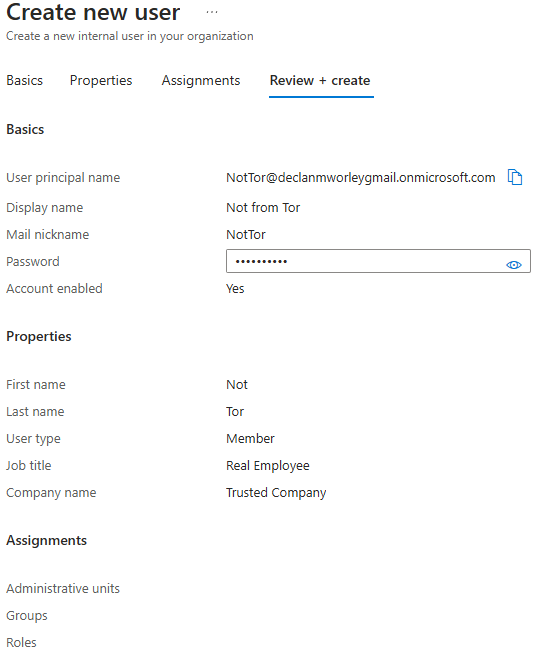 Create new user ...
Create a new internal user in your organization
Basics Properties Assignments Review + create
Basics
User principal name NotTor@declanmworleygmail.onmicrosoft.com
Display name Not from Tor
Mail nickname NotTor
Password ••••••••••
Account enabled Yes
Properties
First name Not
Last name Tor
User type Member
Job title Real Employee
Company name Trusted Company
Assignments
Administrative units
Groups
Roles